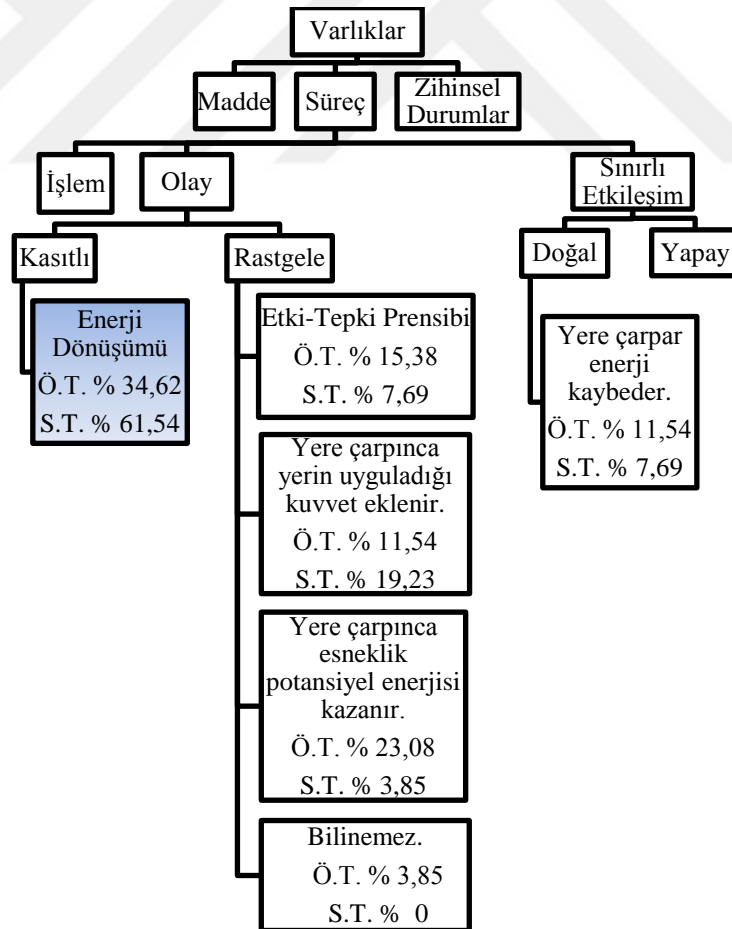 Varlıklar
Madde
Süreç
Zihinsel
Durumlar
İşlem
Olay
Sınırlı
Etkileşim
Kasıtlı
Rastgele
Doğal
Yapay
Enerji
Dönüşümü
Ö.T. % 34,62
S.T. % 61,54
Etki-Tepki Prensibi
Ö.T. % 15,38
S.T. % 7,69
Yere çarpınca
yerin uyguladığı
kuvvet eklenir.
Ö.T. % 11,54
S.T. % 19,23
Yere çarpınca
esneklik
potansiyel enerjisi
kazanır.
Ö.T. % 23,08
S.T. % 3,85
Bilinemez.
Ö.T. % 3,85
S.T. % 0
Yere çarpar
enerji
kaybeder.
Ö.T. % 11,54
S.T. % 7,69